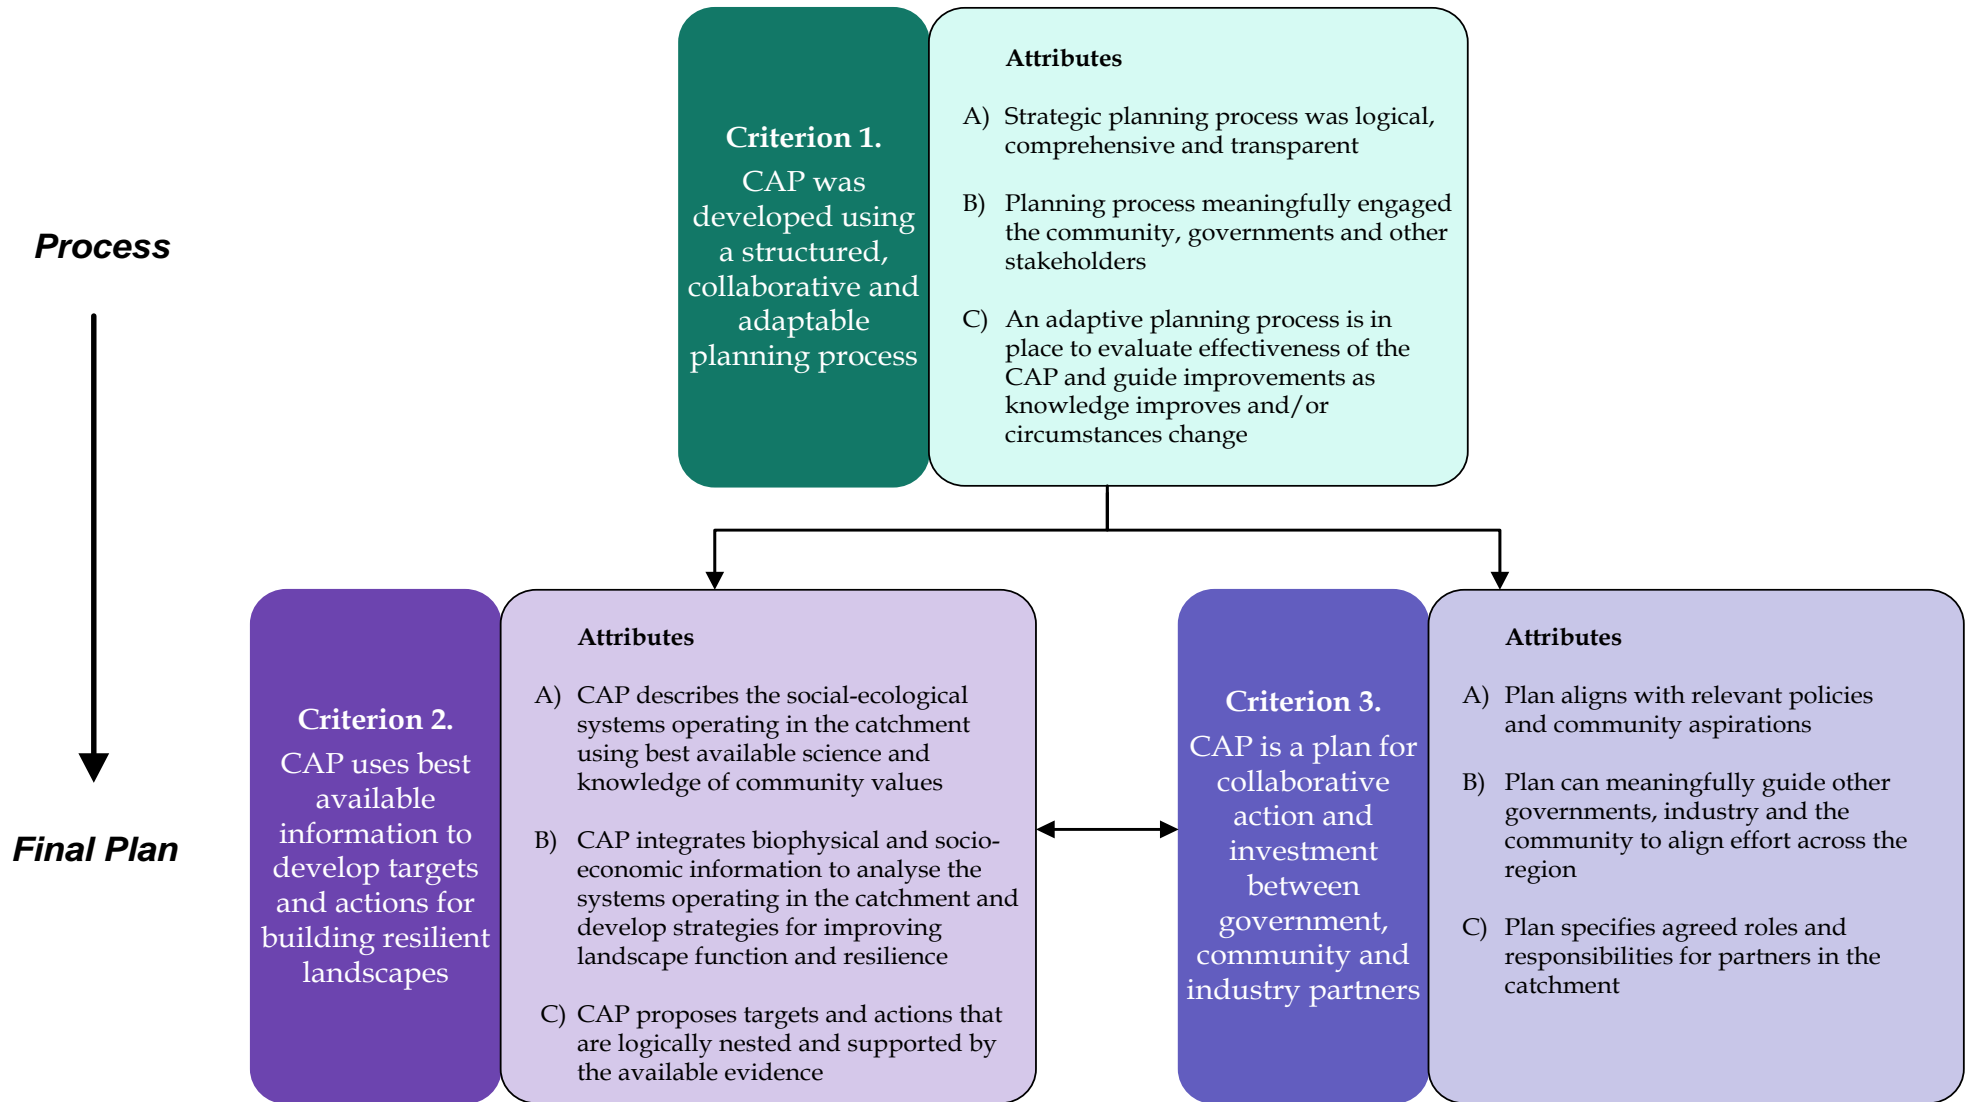 Process
Final Plan
Criterion 1.
CAP was
developed using
a structured,
collaborative and
adaptable
planning process
Attributes
A) Strategic planning process was logical,
comprehensive and transparent
B) Planning process meaningfully engaged
the community, governments and other
stakeholders
C) An adaptive planning process is in
place to evaluate effectiveness of the
CAP and guide improvements as
knowledge improves and/or
circumstances change
Criterion 2.
CAP uses best
available
information to
develop targets
and actions for
building resilient
landscapes
Attributes
A) CAP describes the social-ecological
systems operating in the catchment
using best available science and
knowledge of community values
B) CAP integrates biophysical and socio-
economic information to analyse the
systems operating in the catchment and
develop strategies for improving
landscape function and resilience
C) CAP proposes targets and actions that
are logically nested and supported by
the available evidence
Criterion 3.
CAP is a plan for
collaborative
action and
investment
between
government,
community and
industry partners
Attributes
A) Plan aligns with relevant policies
and community aspirations
B) Plan can meaningfully guide other
governments, industry and the
community to align effort across the
region
C) Plan specifies agreed roles and
responsibilities for partners in the
catchment